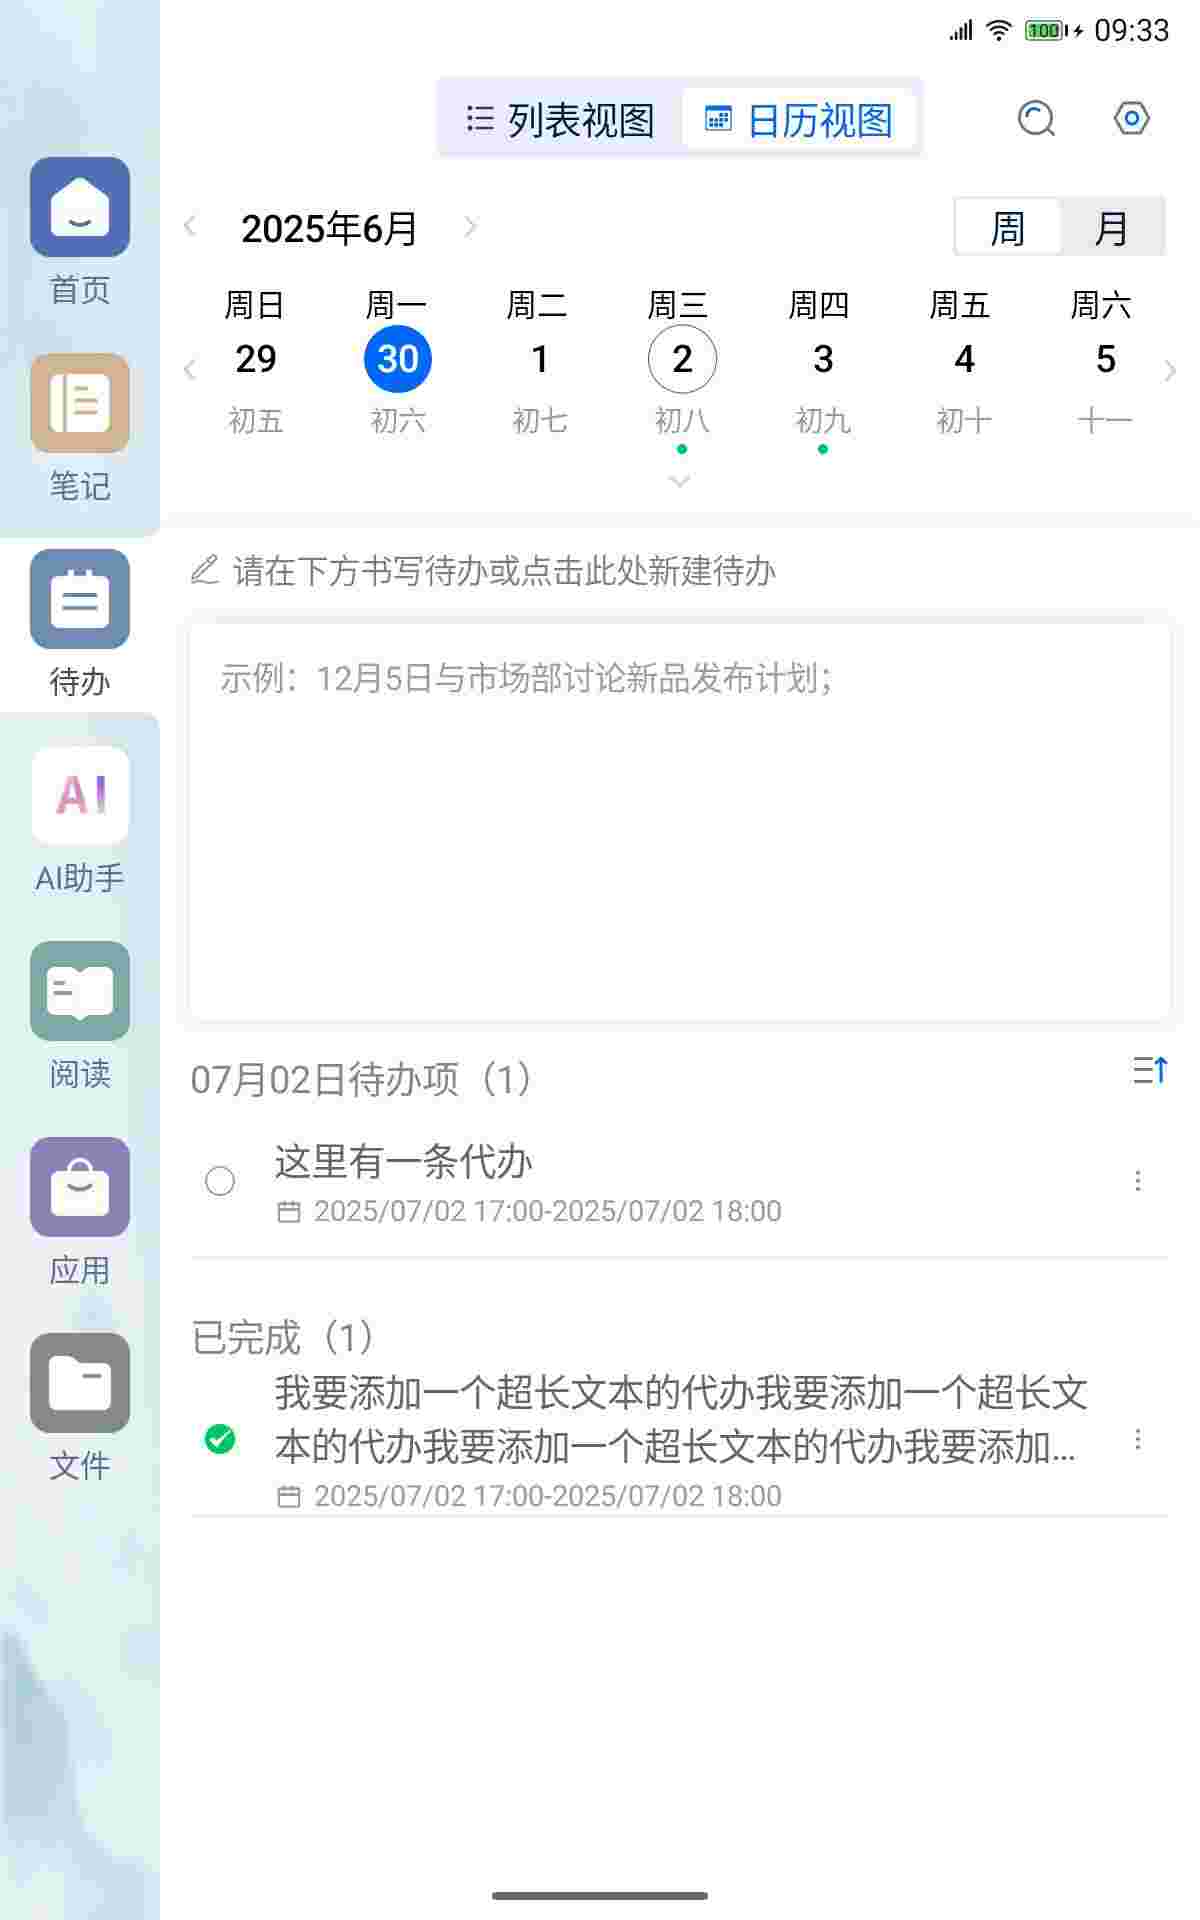 09:33
100
列表视图 日历视图
2025年6月 周 月
周日 周一 周二 周三 周四 周五 周六
29 30 1 2 3 4 5
初五 初六 初七 初八 初九 初十 十一
请在下方书写待办或点击此处新建待办
示例：12月5日与市场部讨论新品发布计划；
07月02日待办项（1）
这里有一条代办
2025/07/02 17:00-2025/07/02 18:00
已完成（1）
我要添加一个超长文本的代办我要添加一个超长文
本的代办我要添加一个超长文本的代办我要添加...
2025/07/02 17:00-2025/07/02 18:00
首页
笔记
待办
AI
AI助手
阅读
应用
文件